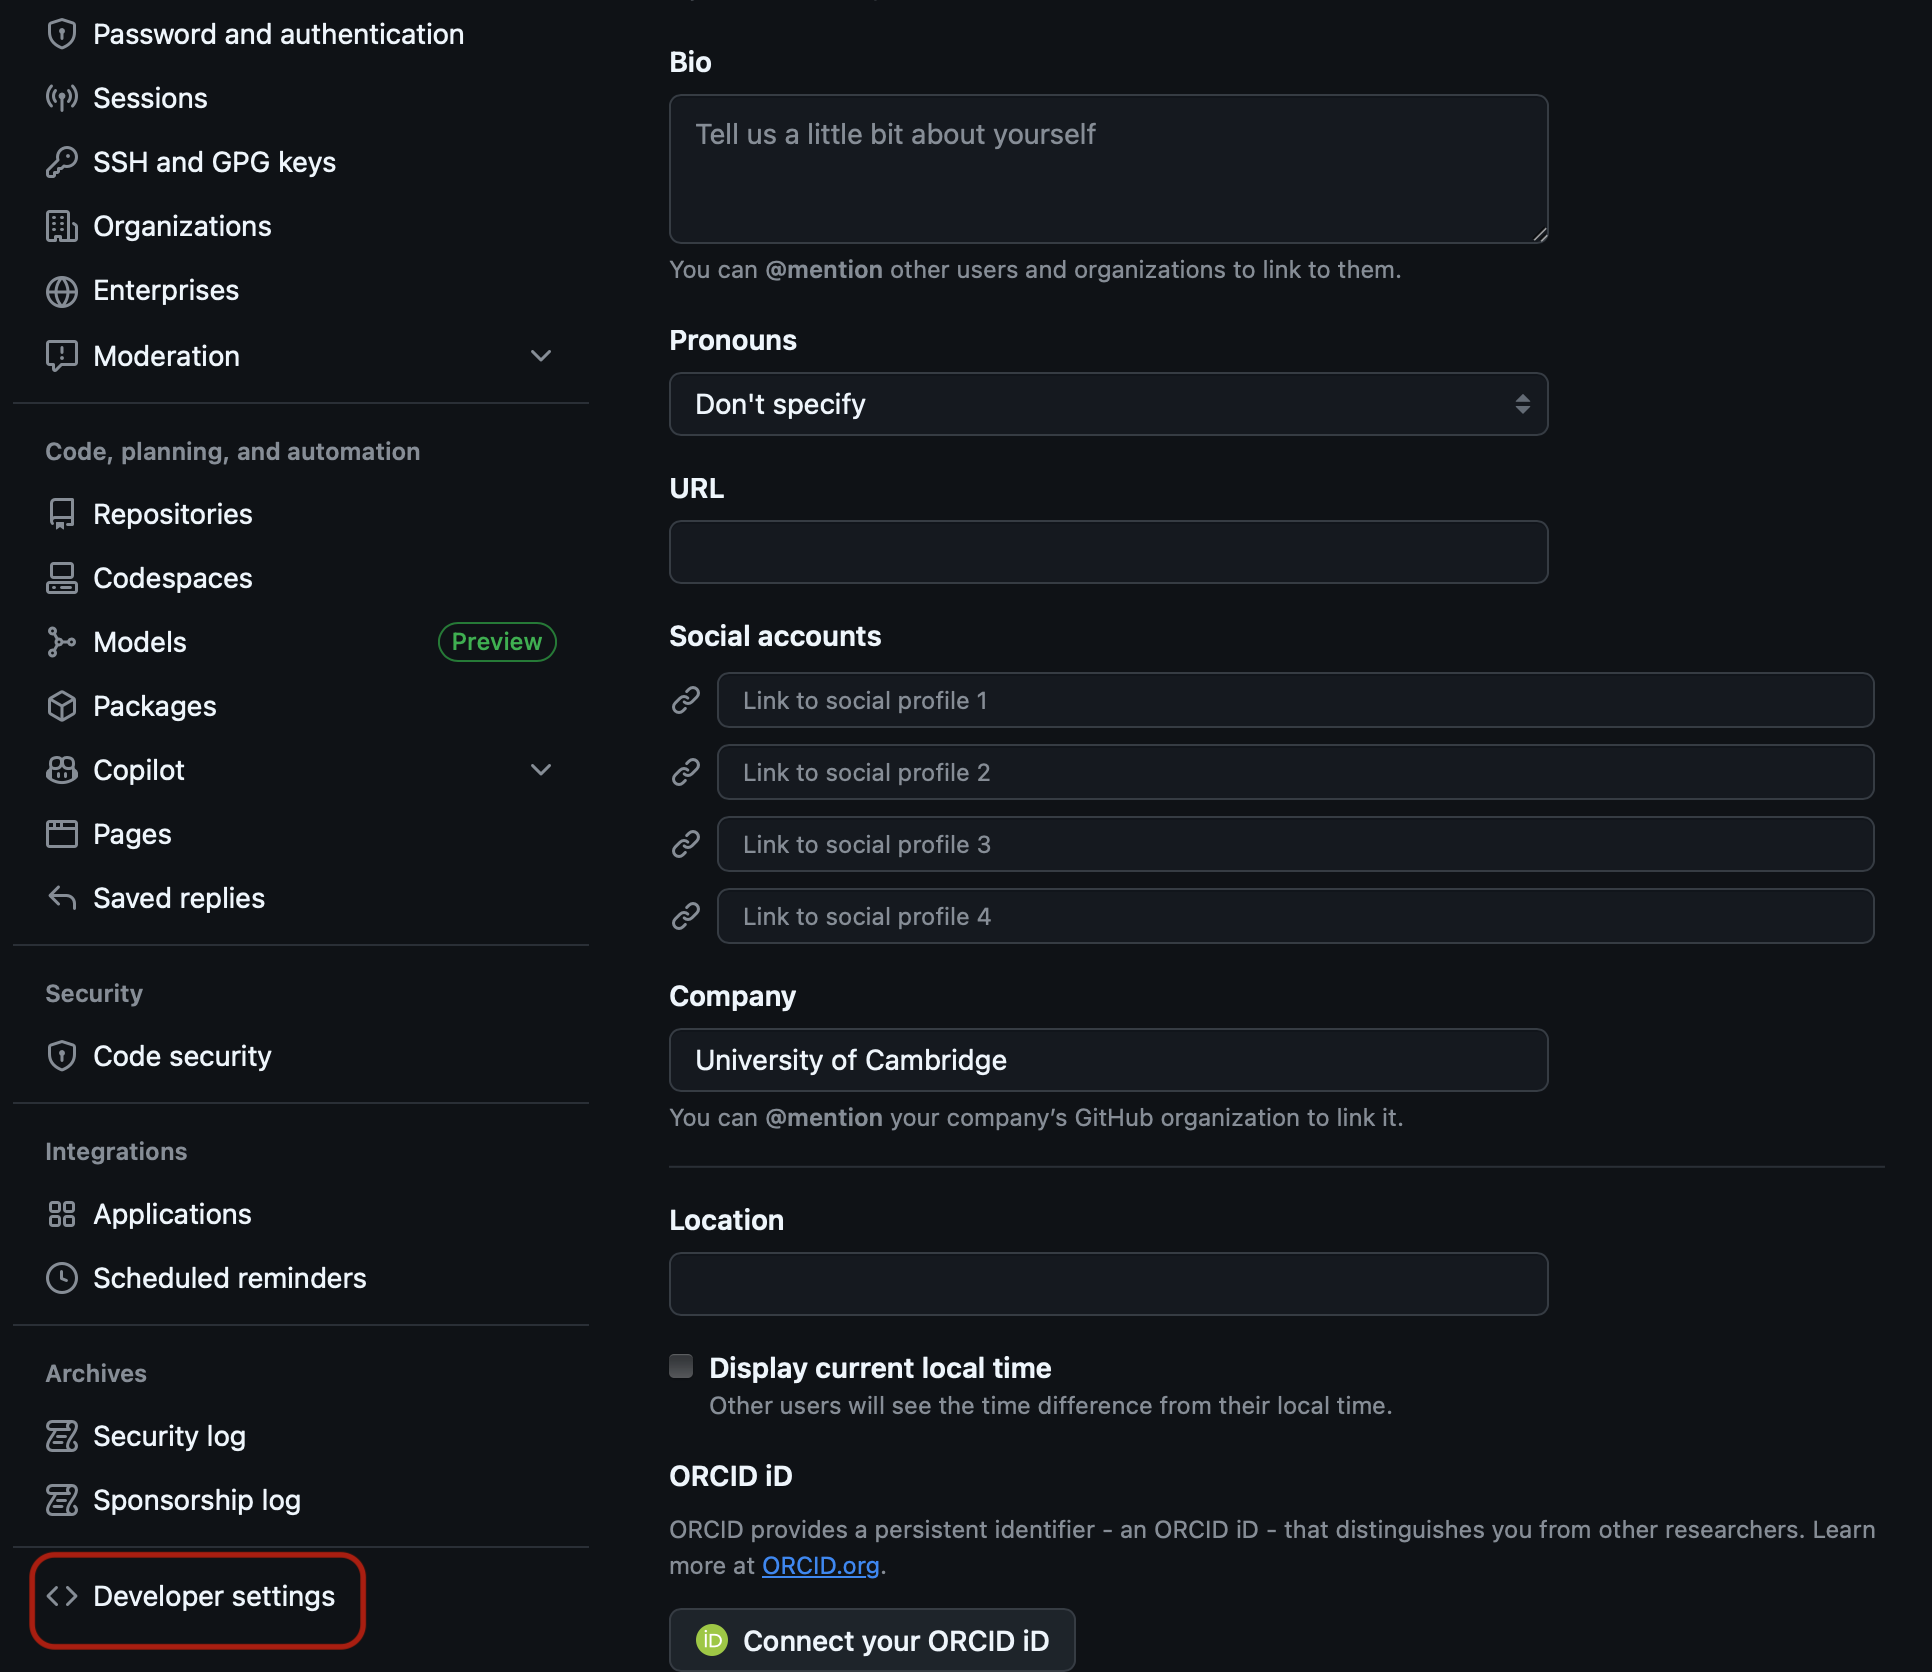 Password and authentication
Sessions
SSH and GPG keys
Organizations
Enterprises
Moderation
Code, planning, and automation
Repositories
Codespaces
Models
Preview
Packages
Copilot
Pages
Saved replies
Security
Code security
Integrations
Applications
Scheduled reminders
Archives
Security log
Sponsorship log
Developer settings
Bio
Tell us a little bit about yourself
You can @mention other users and organizations to link to them.
Pronouns
Don't specify
URL
Social accounts
Link to social profile 1
Link to social profile 2
Link to social profile 3
Link to social profile 4
Company
University of Cambridge
You can @mention your company’s GitHub organization to link it.
Location
Display current local time
Other users will see the time difference from their local time.
ORCID iD
ORCID provides a persistent identifier - an ORCID iD - that distinguishes you from other researchers. Learn
more at ORCID.org.
iD Connect your ORCID iD